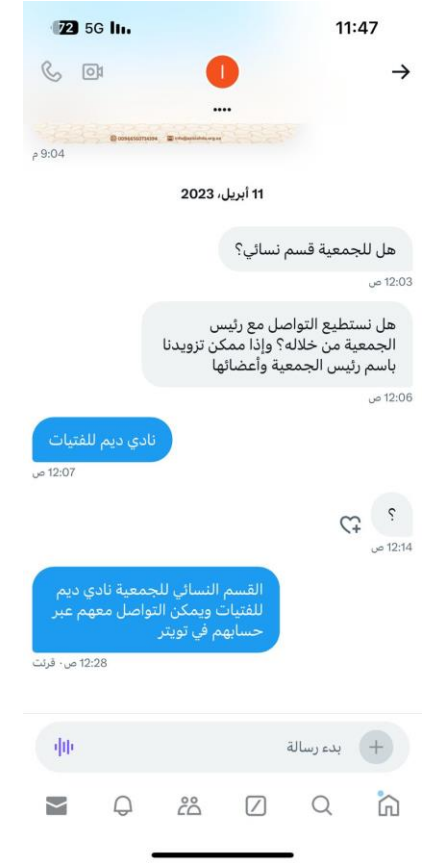 72 5G
11:47
I
••••
9:04 م
11 أبريل، 2023
هل للجمعية قسم نسائي؟
12:03 ص
هل نستطيع التواصل مع رئيس
الجمعية من خلاله؟ وإذا ممكن تزويدنا
باسم رئيس الجمعية وأعضائها
12:06 ص
نادي ديم للفتيات
12:07 ص
؟
12:14 ص
القسم النسائي للجمعية نادي ديم
للفتيات ويمكن التواصل معهم عبر
حسابهم في تويتر
12:28 ص · قرئت
بدء رسالة